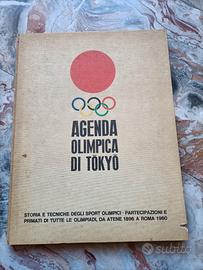 AGENDA
OLIMPICA
DI TŌKYŌ
STORIA E TECNICHE DEGLI SPORT OLIMPICI - PARTECIPAZIONI E
PRIMATI DI TUTTE LE OLIMPIADI, DA ATENE 1896 A ROMA 1960
subito